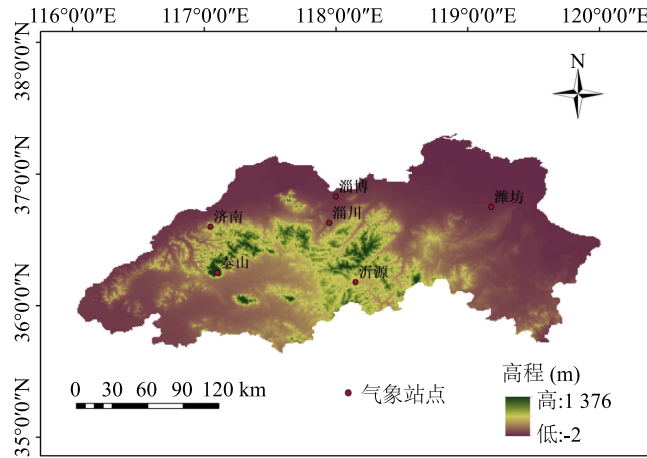 116°0′0″E 117°0′0″E 118°0′0″E 119°0′0″E 120°0′0″E
38°0′0″N
37°0′0″N
36°0′0″N
35°0′0″N
N
淄博
淄川
潍坊
济南
泰山
沂源
0 30 60 90 120 km
气象站点
高程 (m)
高:1 376
低:-2